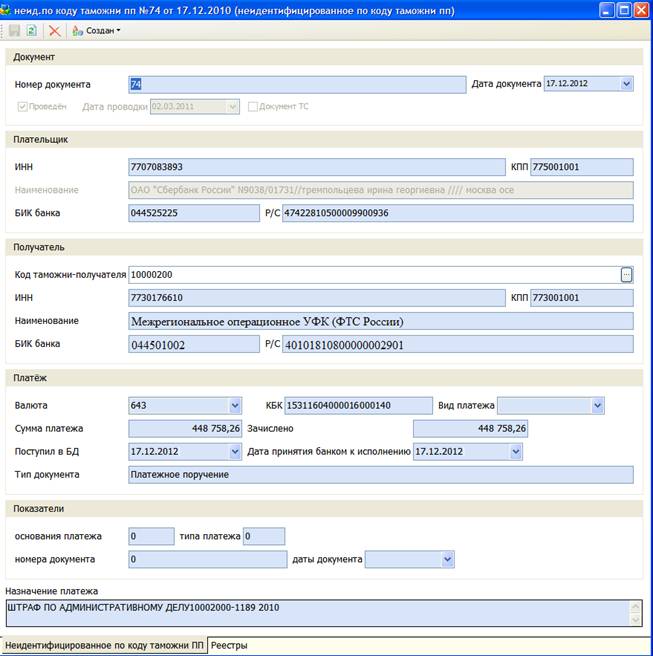 неид.по коду таможни пп №74 от 17.12.2010 (неидентифицированное по коду таможни пп)
Создан
Документ
Номер документа 74 Дата документа 17.12.2012
Проведён Дата проводки 02.03.2011 Документ ТС
Плательщик
ИНН 7707083893 КПП 775001001
Наименование ОАО "Сбербанк России" N9038/01731//тремпольцева ирина георгиевна //// москва осе
БИК банка 044525225 Р/С 47422810500009900936
Получатель
Код таможни-получателя 10000200 ...
ИНН 7730176610 КПП 773001001
Наименование Межрегиональное операционное УФК (ФТС России)
БИК банка 044501002 Р/С 40101810800000002901
Платёж
Валюта 643 КБК 15311604000016000140 Вид платежа
Сумма платежа 448 758,26 Зачислено 448 758,26
Поступил в БД 17.12.2012 Дата принятия банком к исполнению 17.12.2012
Тип документа Платежное поручение
Показатели
основания платежа 0 типа платежа 0
номера документа 0 даты документа
Назначение платежа
ШТРАФ ПО АДМИНИСТРАТИВНОМУ ДЕЛУ10002000-1189 2010
Неидентифицированное по коду таможни ПП Реестры